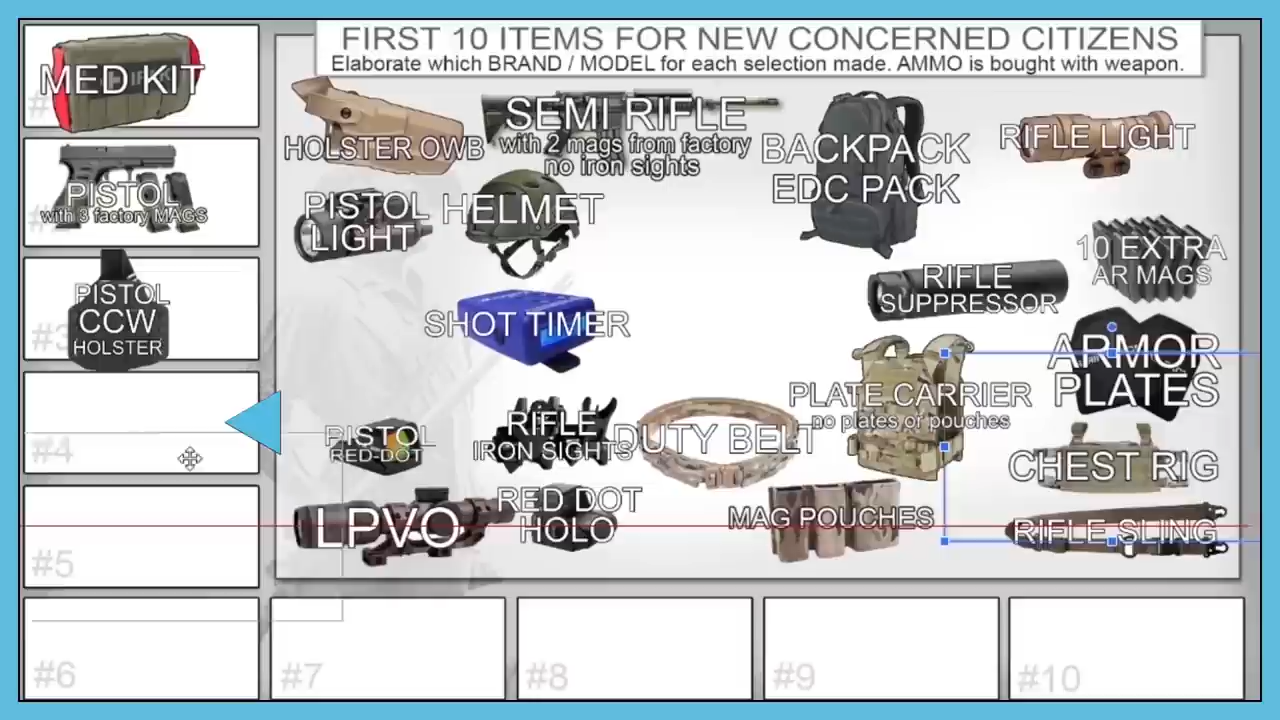 FIRST 10 ITEMS FOR NEW CONCERNED CITIZENS
Elaborate which BRAND / MODEL for each selection made. AMMO is bought with weapon.
MED KIT
PISTOL
with 3 factory MAGS
PISTOL
CCW
HOLSTER
#3
#4
#5
#6
#7
#8
#9
#10
HOLSTER OWB
SEMI RIFLE
with 2 mags from factory
no iron sights
BACKPACK
EDC PACK
RIFLE LIGHT
PISTOL
LIGHT
HELMET
10 EXTRA
AR MAGS
RIFLE
SUPPRESSOR
SHOT TIMER
ARMOR
PLATES
PLATE CARRIER
no plates or pouches
PISTOL
RED-DOT
RIFLE
IRON SIGHTS
DUTY BELT
CHEST RIG
LPVO
RED DOT
HOLO
MAG POUCHES
RIFLE SLING